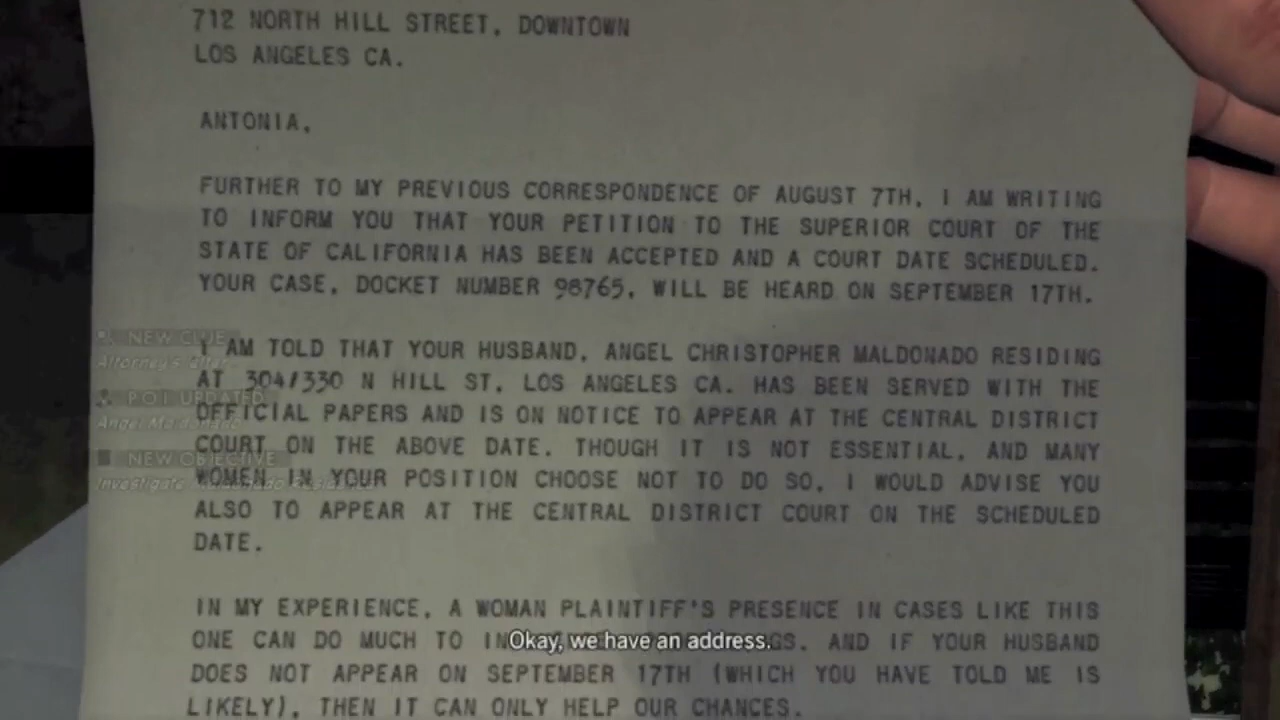 712 NORTH HILL STREET, DOWNTOWN
LOS ANGELES CA.
ANTONIA,
FURTHER TO MY PREVIOUS CORRESPONDENCE OF AUGUST 7TH, I AM WRITING
TO INFORM YOU THAT YOUR PETITION TO THE SUPERIOR COURT OF THE
STATE OF CALIFORNIA HAS BEEN ACCEPTED AND A COURT DATE SCHEDULED.
YOUR CASE, DOCKET NUMBER 98765, WILL BE HEARD ON SEPTEMBER 17TH.
NEW CLUE
Attorney's
I AM TOLD THAT YOUR HUSBAND, ANGEL CHRISTOPHER MALDONADO RESIDING
AT 304/330 N HILL ST, LOS ANGELES CA. HAS BEEN SERVED WITH THE
P.O.I. UPDATED
Angel Maldonado
OFFICIAL PAPERS AND IS ON NOTICE TO APPEAR AT THE CENTRAL DISTRICT
COURT ON THE ABOVE DATE. THOUGH IT IS NOT ESSENTIAL, AND MANY
NEW OBJECTIVE
Investigate Maldonado
WOMEN IN YOUR POSITION CHOOSE NOT TO DO SO, I WOULD ADVISE YOU
ALSO TO APPEAR AT THE CENTRAL DISTRICT COURT ON THE SCHEDULED
DATE.
IN MY EXPERIENCE, A WOMAN PLAINTIFF'S PRESENCE IN CASES LIKE THIS
ONE CAN DO MUCH TO AND IF YOUR HUSBAND
Okay, we have an address.
DOES NOT APPEAR ON SEPTEMBER 17TH (WHICH YOU HAVE TOLD ME IS
LIKELY), THEN IT CAN ONLY HELP OUR CHANCES.